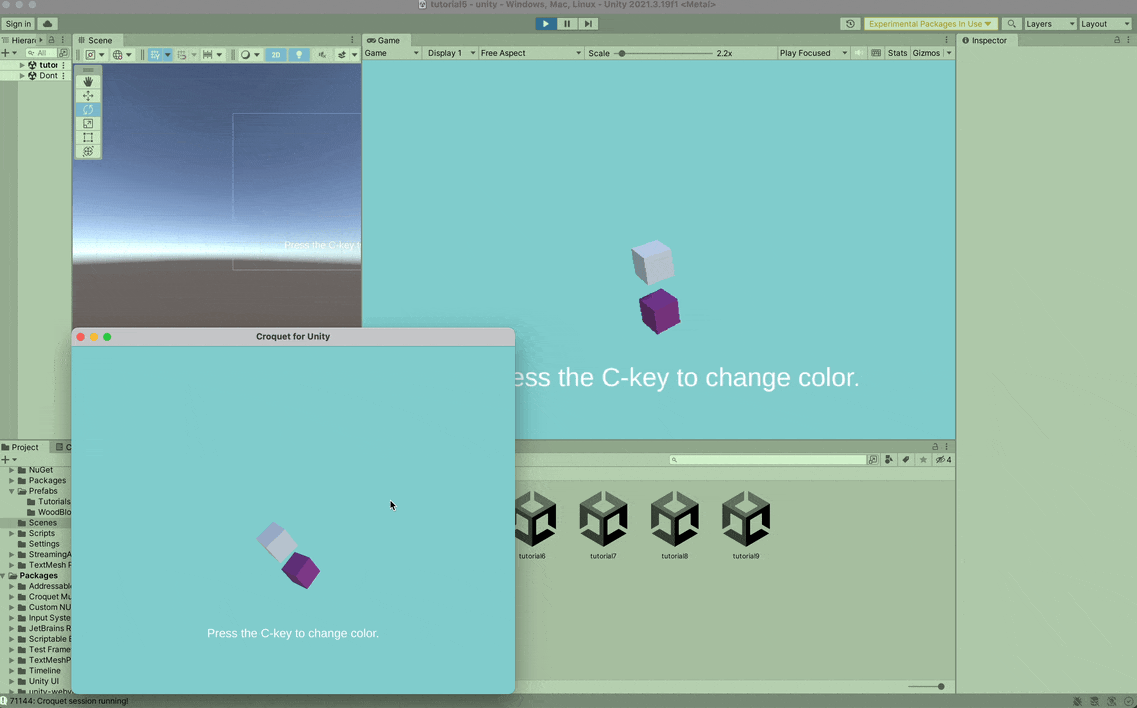 tutorial5 - unity - Windows, Mac, Linux - Unity 2021.3.19f1 <Metal>
Sign in
Experimental Packages In Use
Layers
Layout
Hierar
Scene
Game
Inspector
All
2D
Game
Display 1
Free Aspect
Scale
2.2x
Play Focused
Stats
Gizmos
tutor
Dont
Press the C-key t
ess the C-key to change color.
Croquet for Unity
Press the C-key to change color.
Project
C
4
NuGet
Packages
Prefabs
Tutorials
WoodBlo
Scenes
Scripts
Settings
StreamingA
TextMesh P
Packages
Addressabl
Croquet Mu
Custom NU
Input Syste
JetBrains R
Scriptable B
Test Frame
TextMeshP
Timeline
Unity UI
unity-webv
tutorial6
tutorial7
tutorial8
tutorial9
71144: Croquet session running!